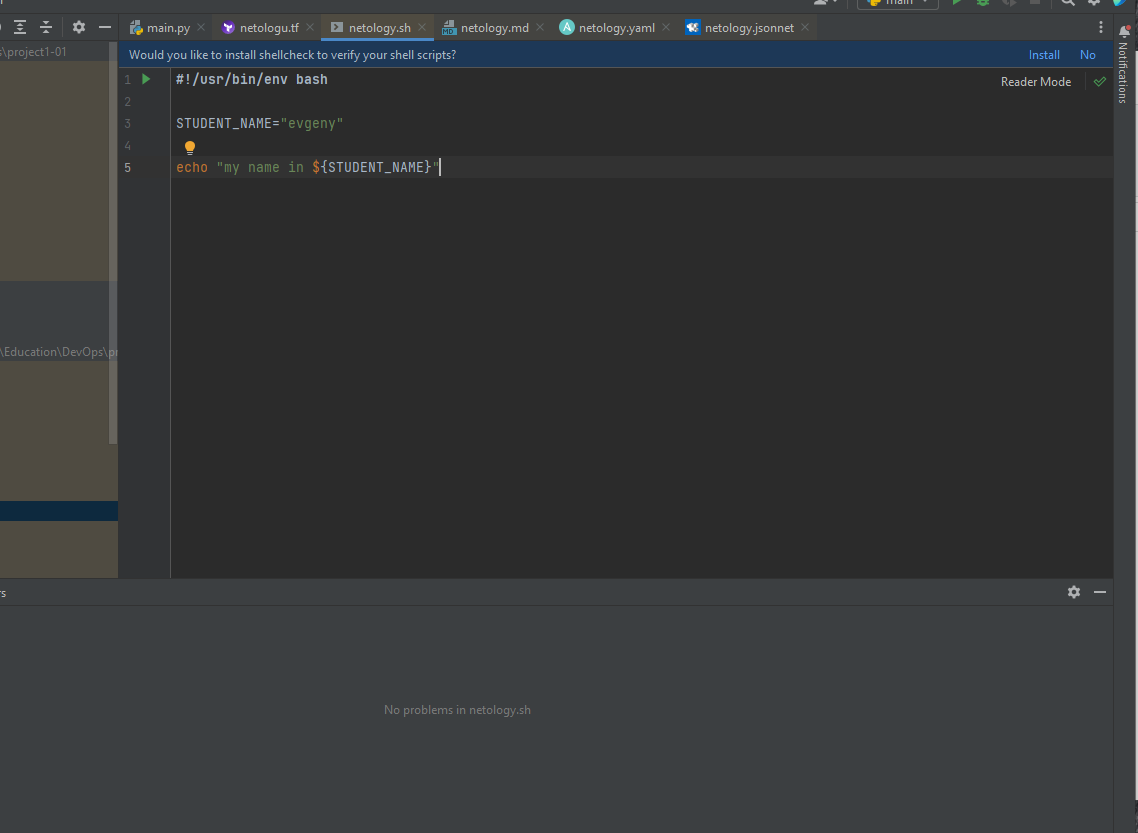 main
main.py netologu.tf netology.sh netology.md netology.yaml netology.jsonnet
s\project1-01
Would you like to install shellcheck to verify your shell scripts? Install No
Notifications
Reader Mode
1 #!/usr/bin/env bash
2
3 STUDENT_NAME="evgeny"
4
5 echo "my name in ${STUDENT_NAME}"
\Education\DevOps\pr
rs
No problems in netology.sh